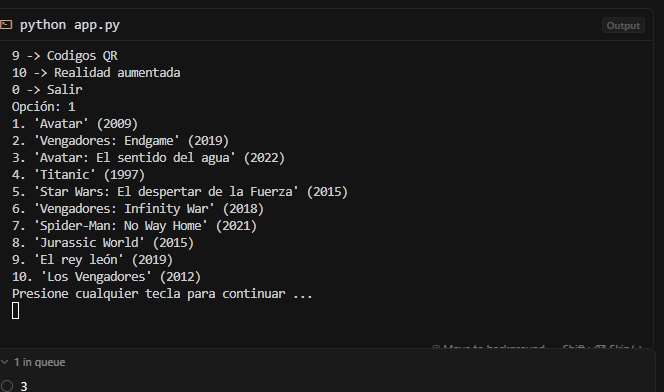 python app.py
Output
9 -> Codigos QR
10 -> Realidad aumentada
0 -> Salir
Opción: 1
1. 'Avatar' (2009)
2. 'Vengadores: Endgame' (2019)
3. 'Avatar: El sentido del agua' (2022)
4. 'Titanic' (1997)
5. 'Star Wars: El despertar de la Fuerza' (2015)
6. 'Vengadores: Infinity War' (2018)
7. 'Spider-Man: No Way Home' (2021)
8. 'Jurassic World' (2015)
9. 'El rey león' (2019)
10. 'Los Vengadores' (2012)
Presione cualquier tecla para continuar ...
Move to background
1 in queue
3